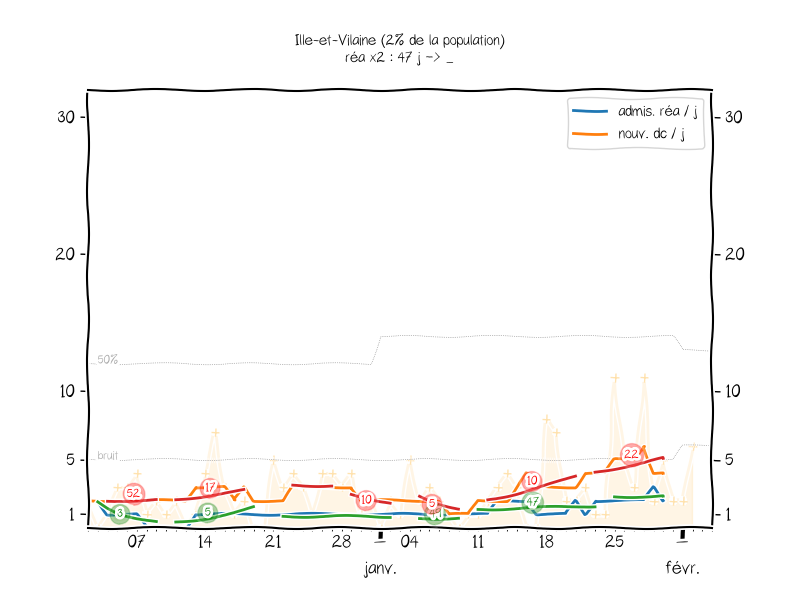 Ille-et-Vilaine (2% de la population)
réa x2 : 47 j -> _
admis. réa / j
nouv. dc / j
30 30
20 20
50%
10 10
bruit
5 5
1 1
52 17 10 5 10 22
3 5 47
07 14 21 28 04 11 18 25
janv. févr.